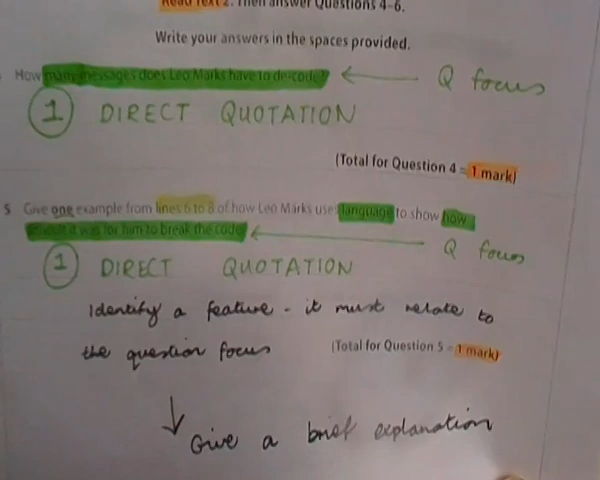 Read Text 2. Then answer Questions 4–6.
Write your answers in the spaces provided.
How many messages does Leo Marks have to de-code? Q focus
1 DIRECT QUOTATION
(Total for Question 4 = 1 mark)
5 Give one example from lines 6 to 8 of how Leo Marks uses language to show how
difficult it was for him to break the code Q focus
1 DIRECT QUOTATION
Identify a feature - it must relate to
the question focus
(Total for Question 5 = 1 mark)
Give a brief explanation